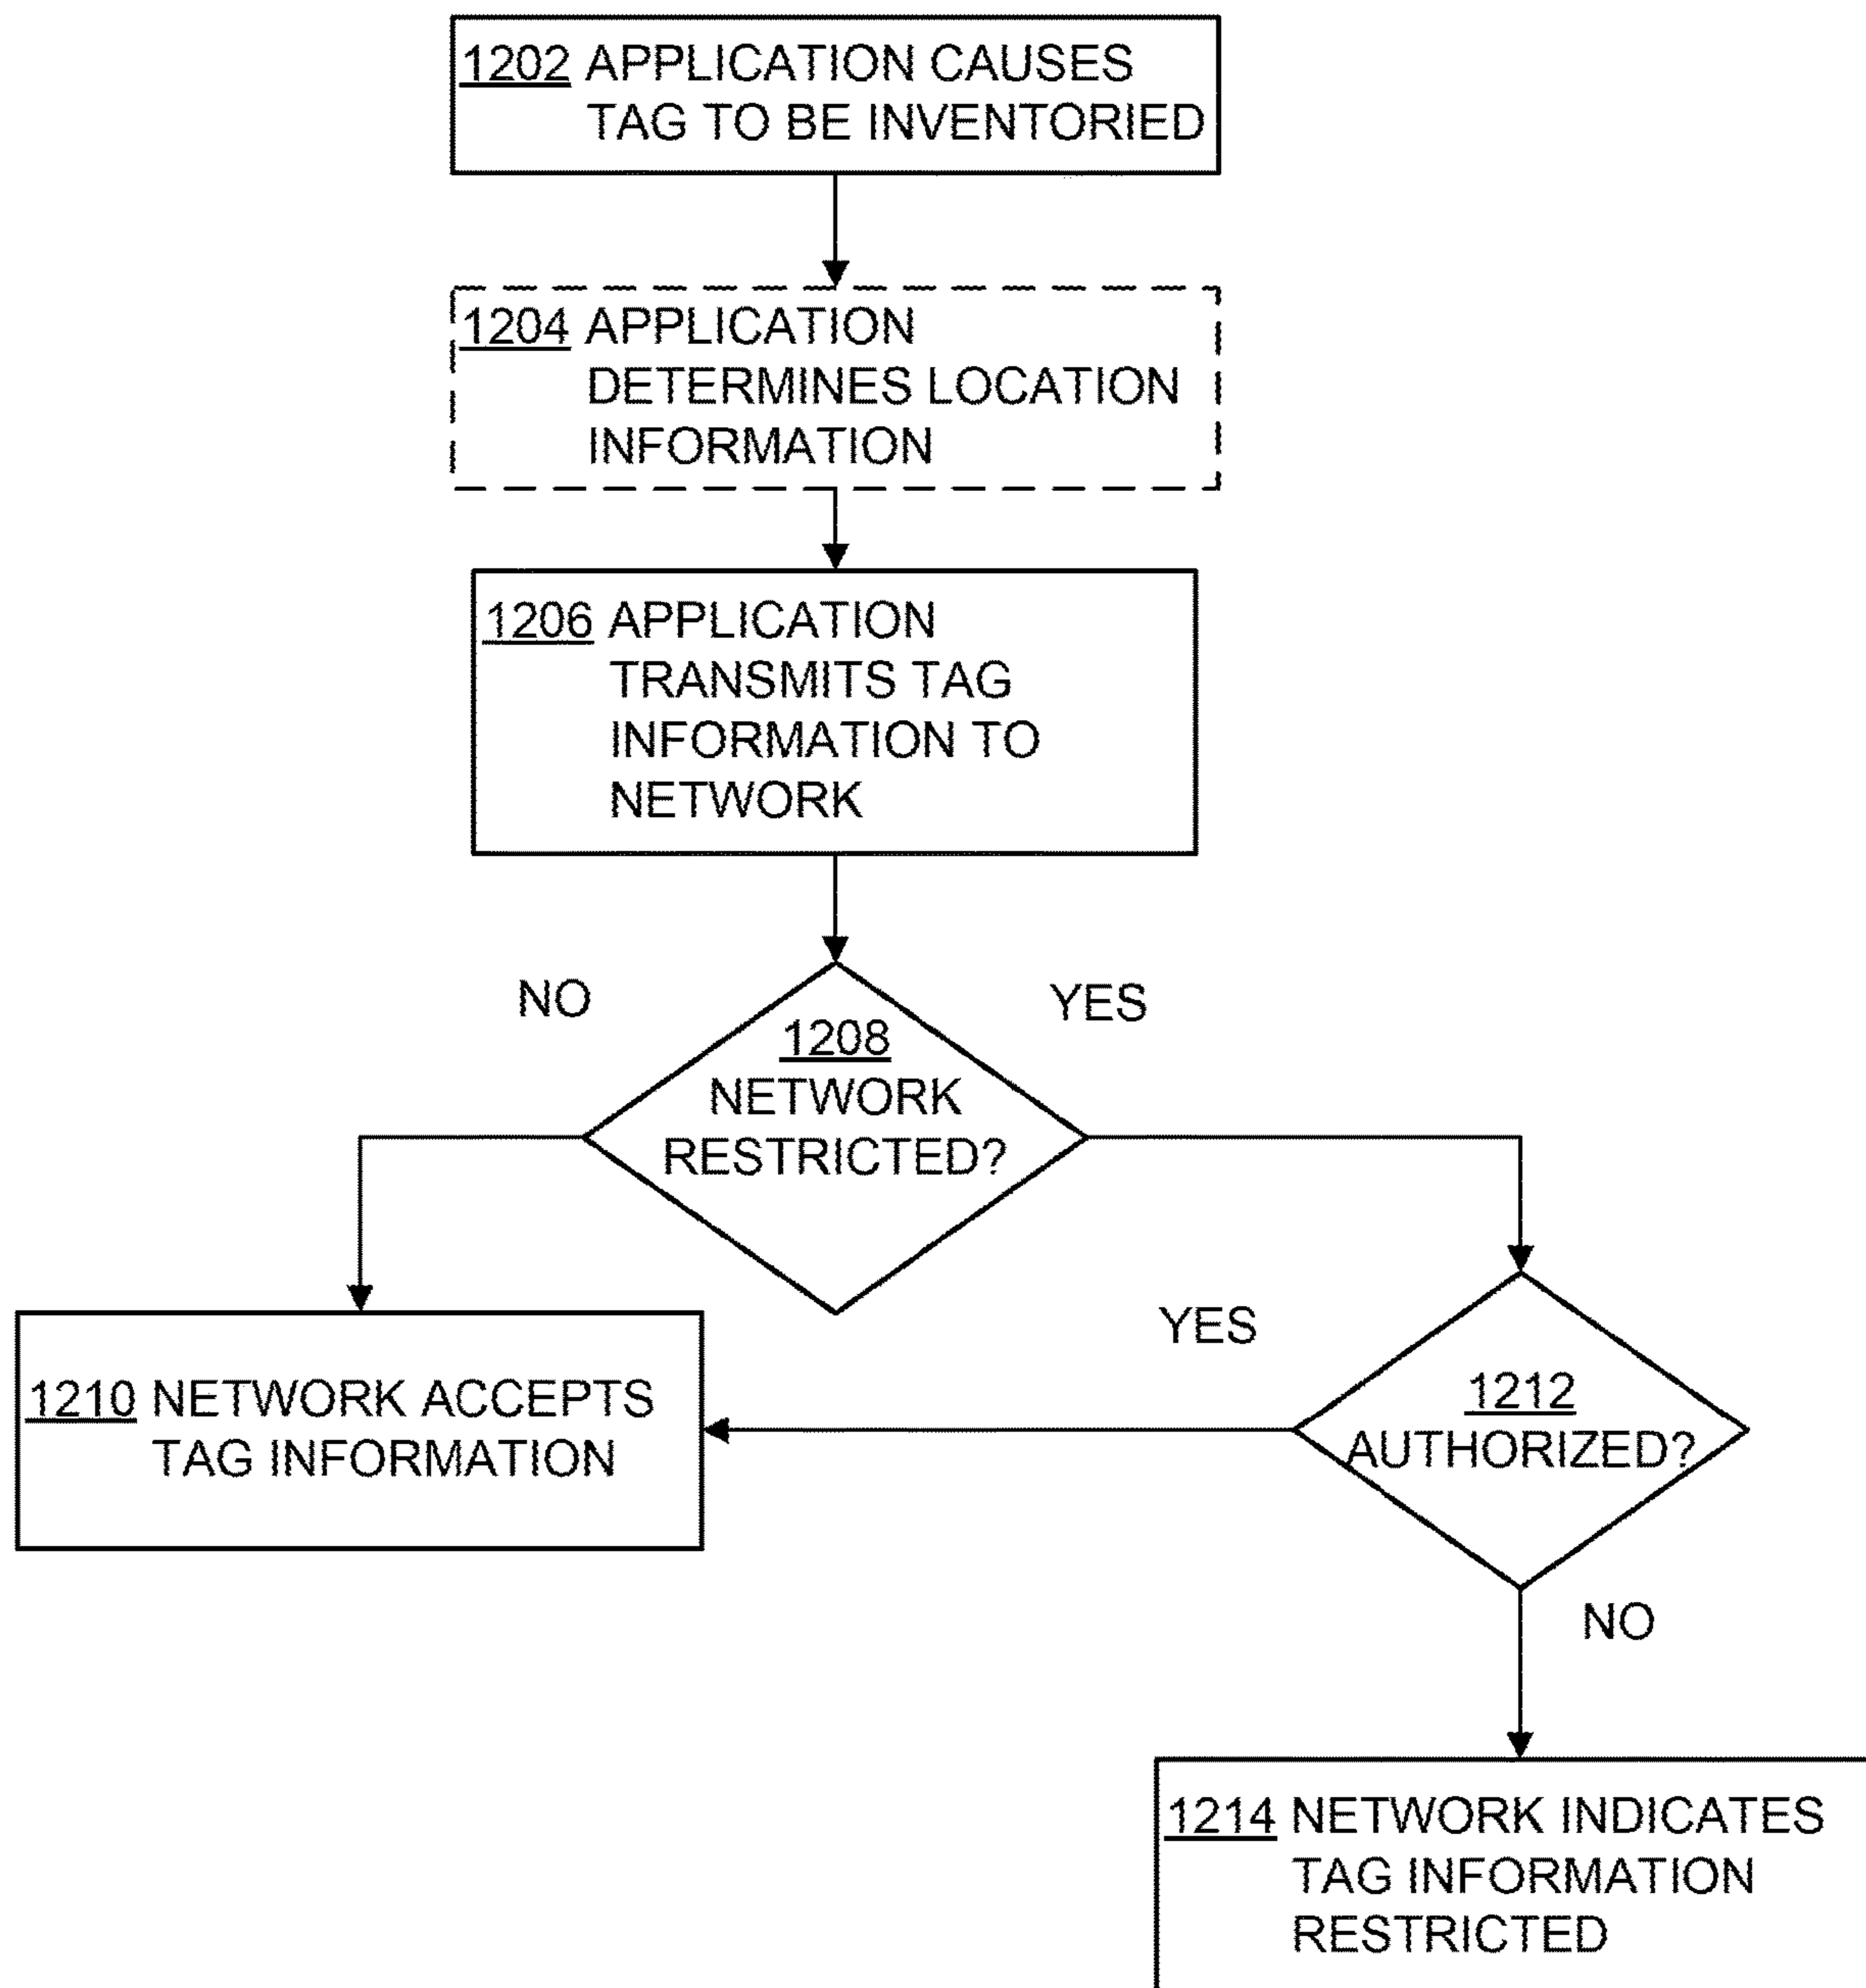 1202 APPLICATION CAUSES
TAG TO BE INVENTORIED
1204 APPLICATION
DETERMINES LOCATION
INFORMATION
1206 APPLICATION
TRANSMITS TAG
INFORMATION TO
NETWORK
NO
YES
1208
NETWORK
RESTRICTED?
YES
1210 NETWORK ACCEPTS
TAG INFORMATION
1212
AUTHORIZED?
NO
1214 NETWORK INDICATES
TAG INFORMATION
RESTRICTED